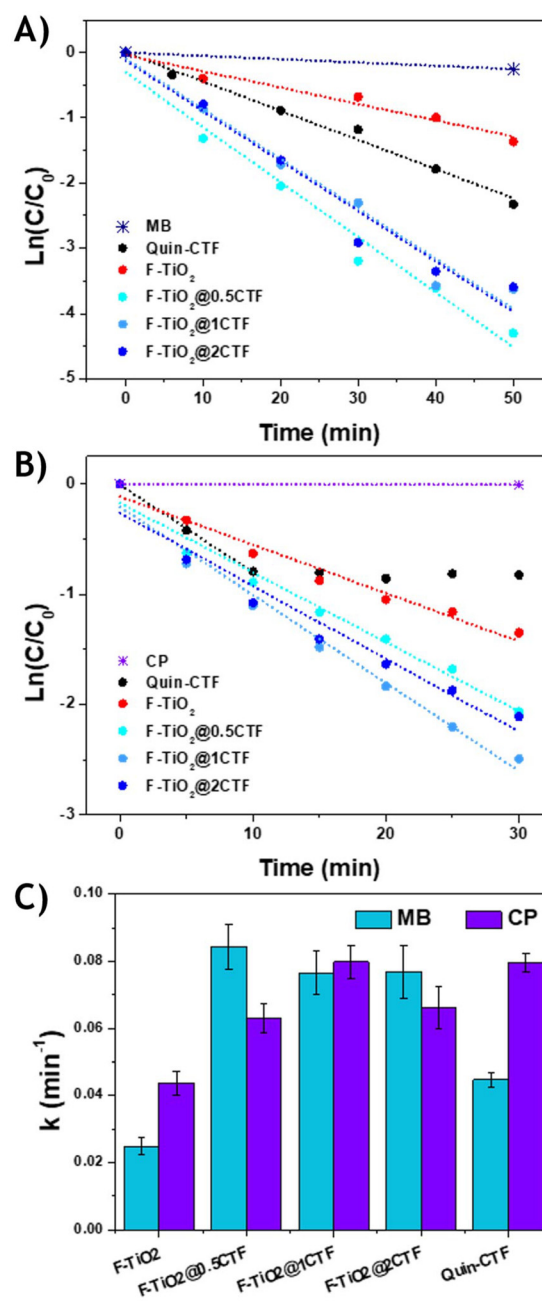 A)
0
-1
-2
-3
-4
-5
Ln(C/C₀)
MB
Quin-CTF
F-TiO₂
F-TiO₂@0.5CTF
F-TiO₂@1CTF
F-TiO₂@2CTF
0 10 20 30 40 50
Time (min)
B)
0
-1
-2
-3
Ln(C/C₀)
CP
Quin-CTF
F-TiO₂
F-TiO₂@0.5CTF
F-TiO₂@1CTF
F-TiO₂@2CTF
0 10 20 30
Time (min)
C)
0.10
0.08
0.06
0.04
0.02
0.00
k (min⁻¹)
MB CP
F-TiO2 F-TiO2@0.5CTF F-TiO2@1CTF F-TiO2@2CTF Quin-CTF